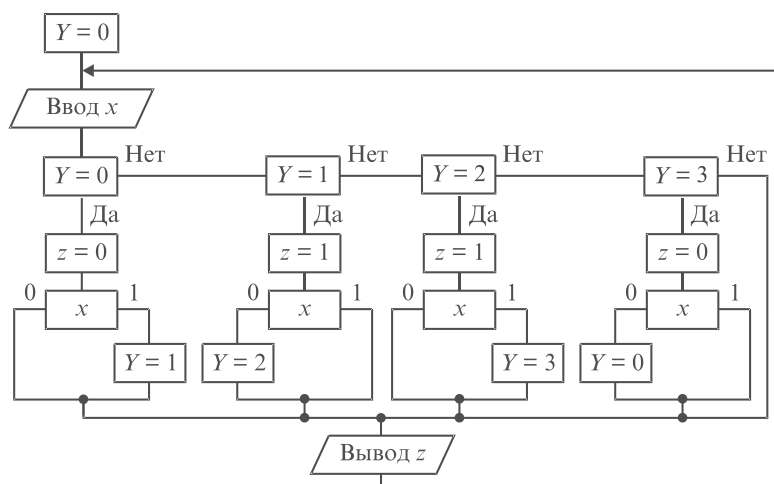 Y = 0
Ввод x
Нет Нет Нет Нет
Y = 0 Y = 1 Y = 2 Y = 3
Да Да Да Да
z = 0 z = 1 z = 1 z = 0
0 x 1 0 x 1 0 x 1 0 x 1
Y = 1 Y = 2 Y = 3 Y = 0
Вывод z